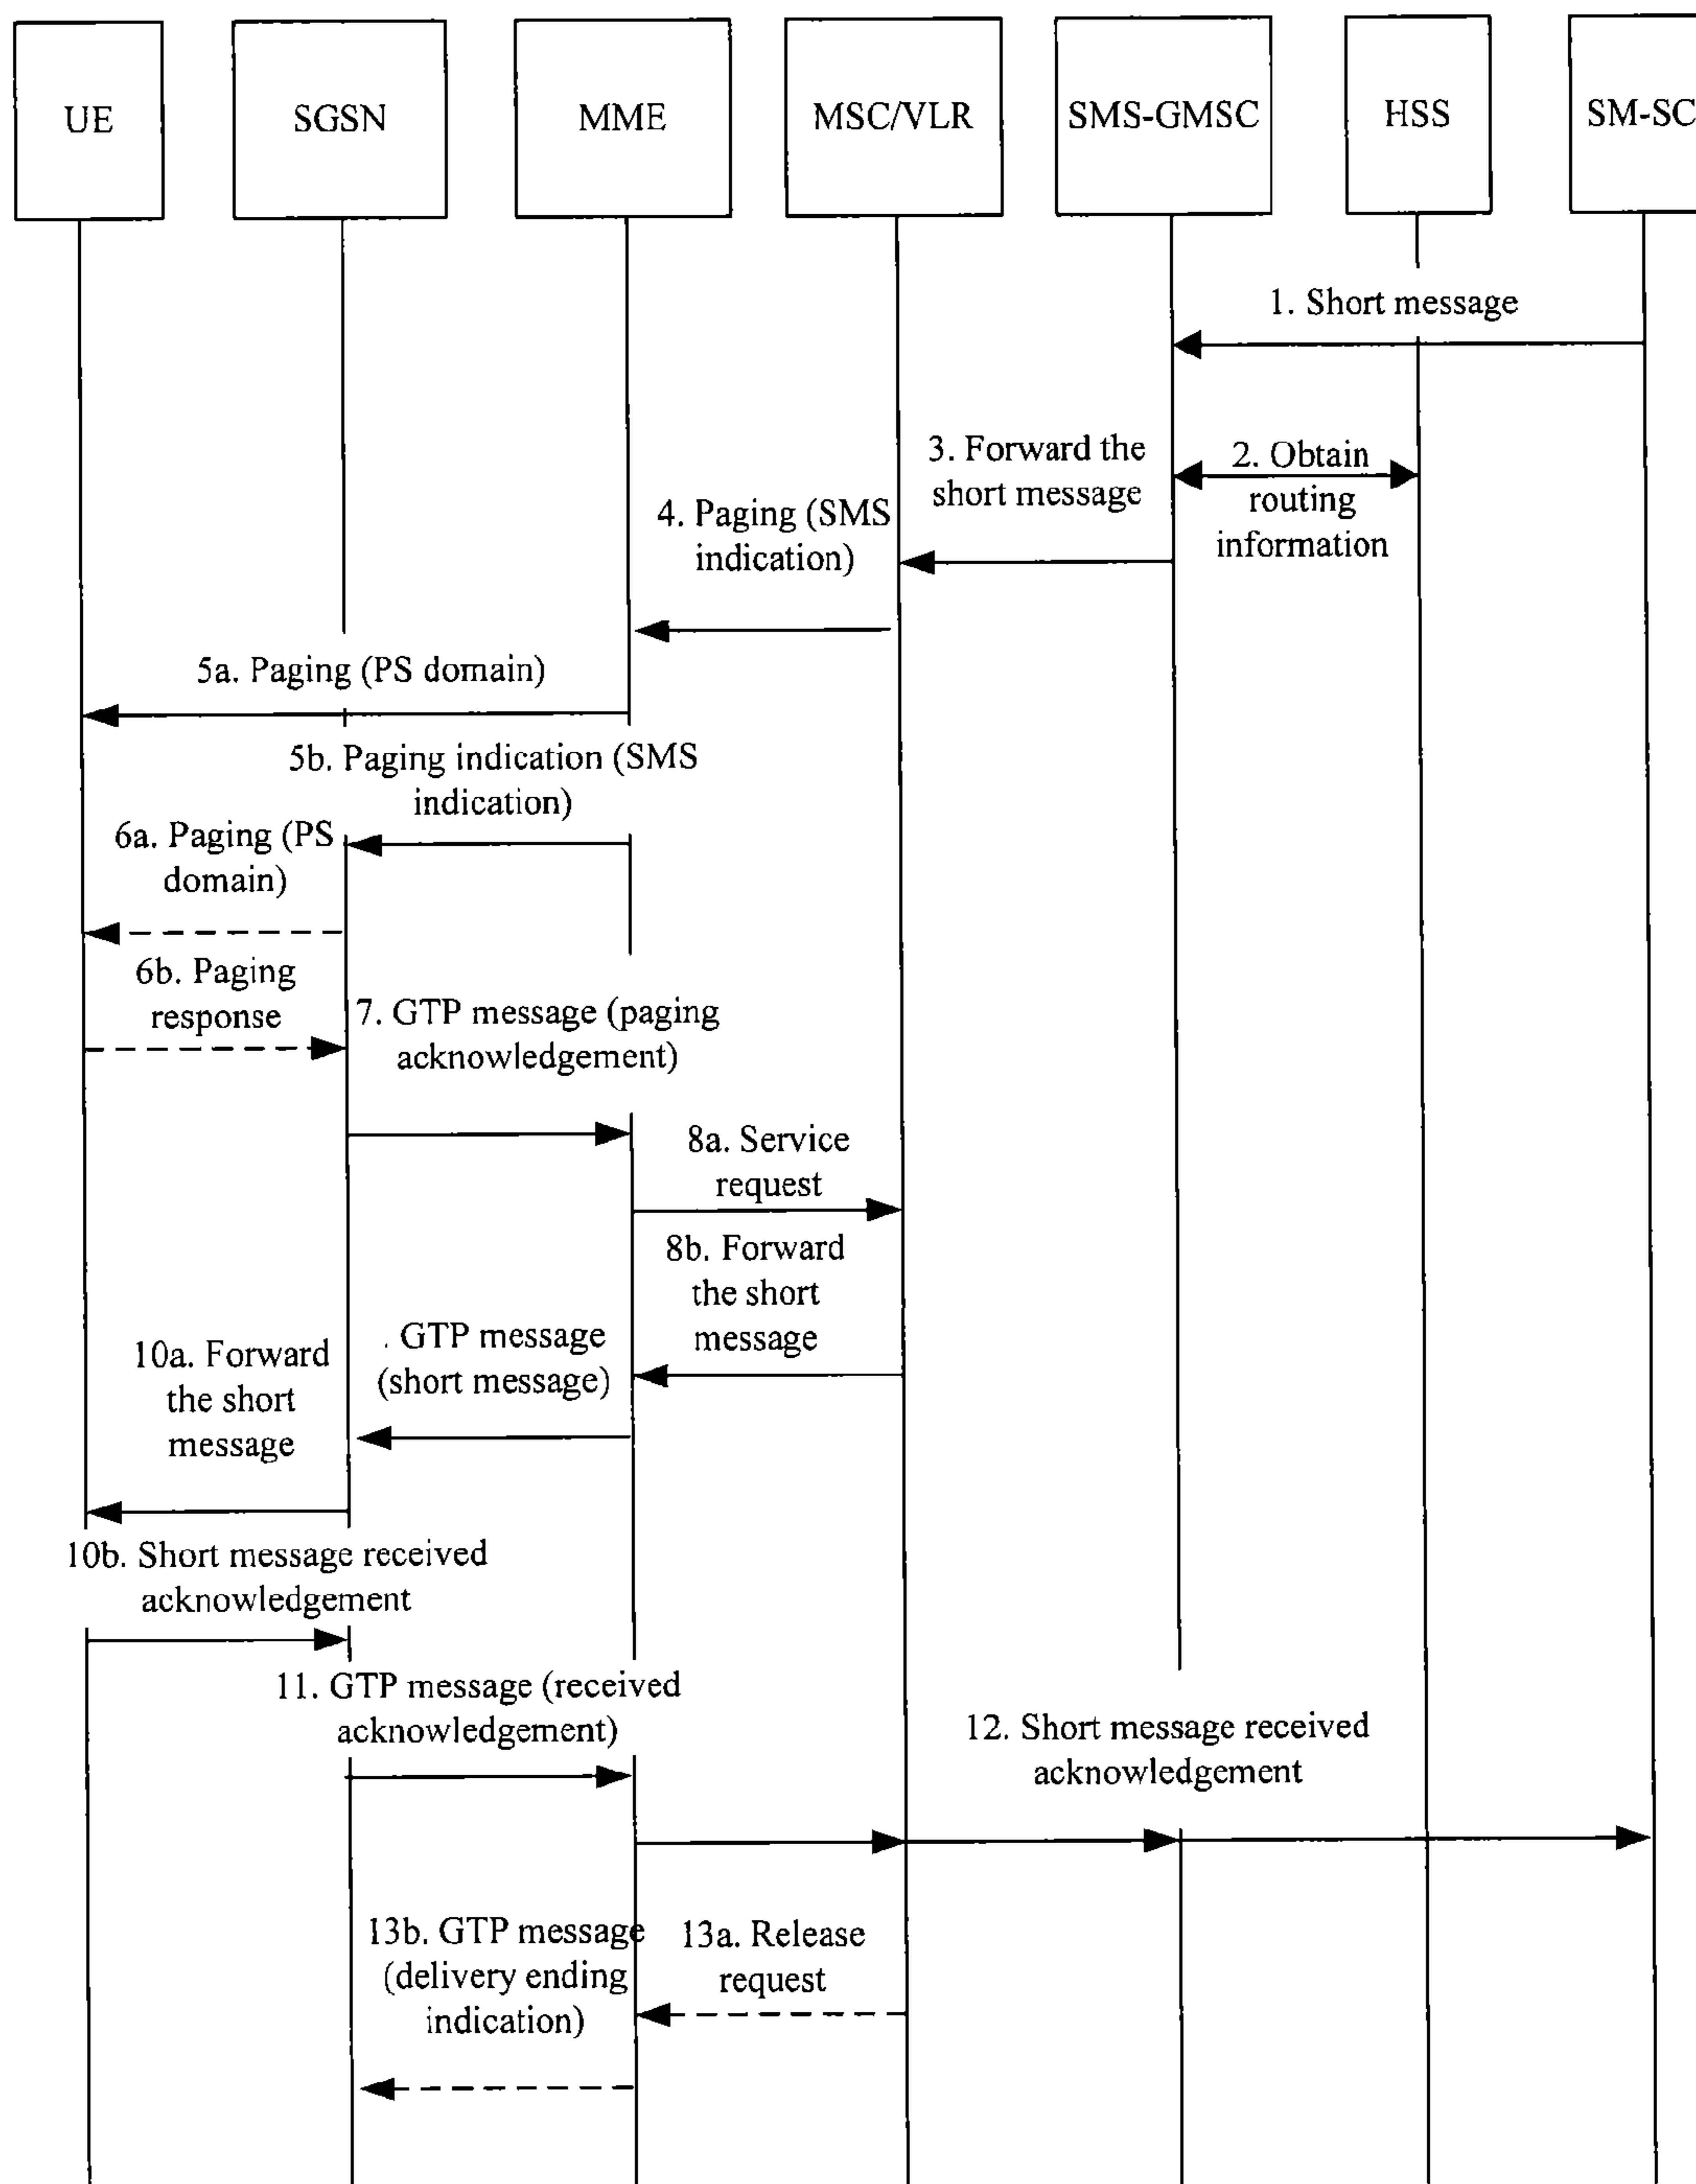 UE
SGSN
MME
MSC/VLR
SMS-GMSC
HSS
SM-SC
1. Short message
2. Obtain
routing
information
3. Forward the
short message
4. Paging (SMS
indication)
5a. Paging (PS domain)
5b. Paging indication (SMS
indication)
6a. Paging (PS
domain)
6b. Paging
response
7. GTP message (paging
acknowledgement)
8a. Service
request
8b. Forward
the short
message
. GTP message
(short message)
10a. Forward
the short
message
10b. Short message received
acknowledgement
11. GTP message (received
acknowledgement)
12. Short message received
acknowledgement
13a. Release
request
13b. GTP message
(delivery ending
indication)